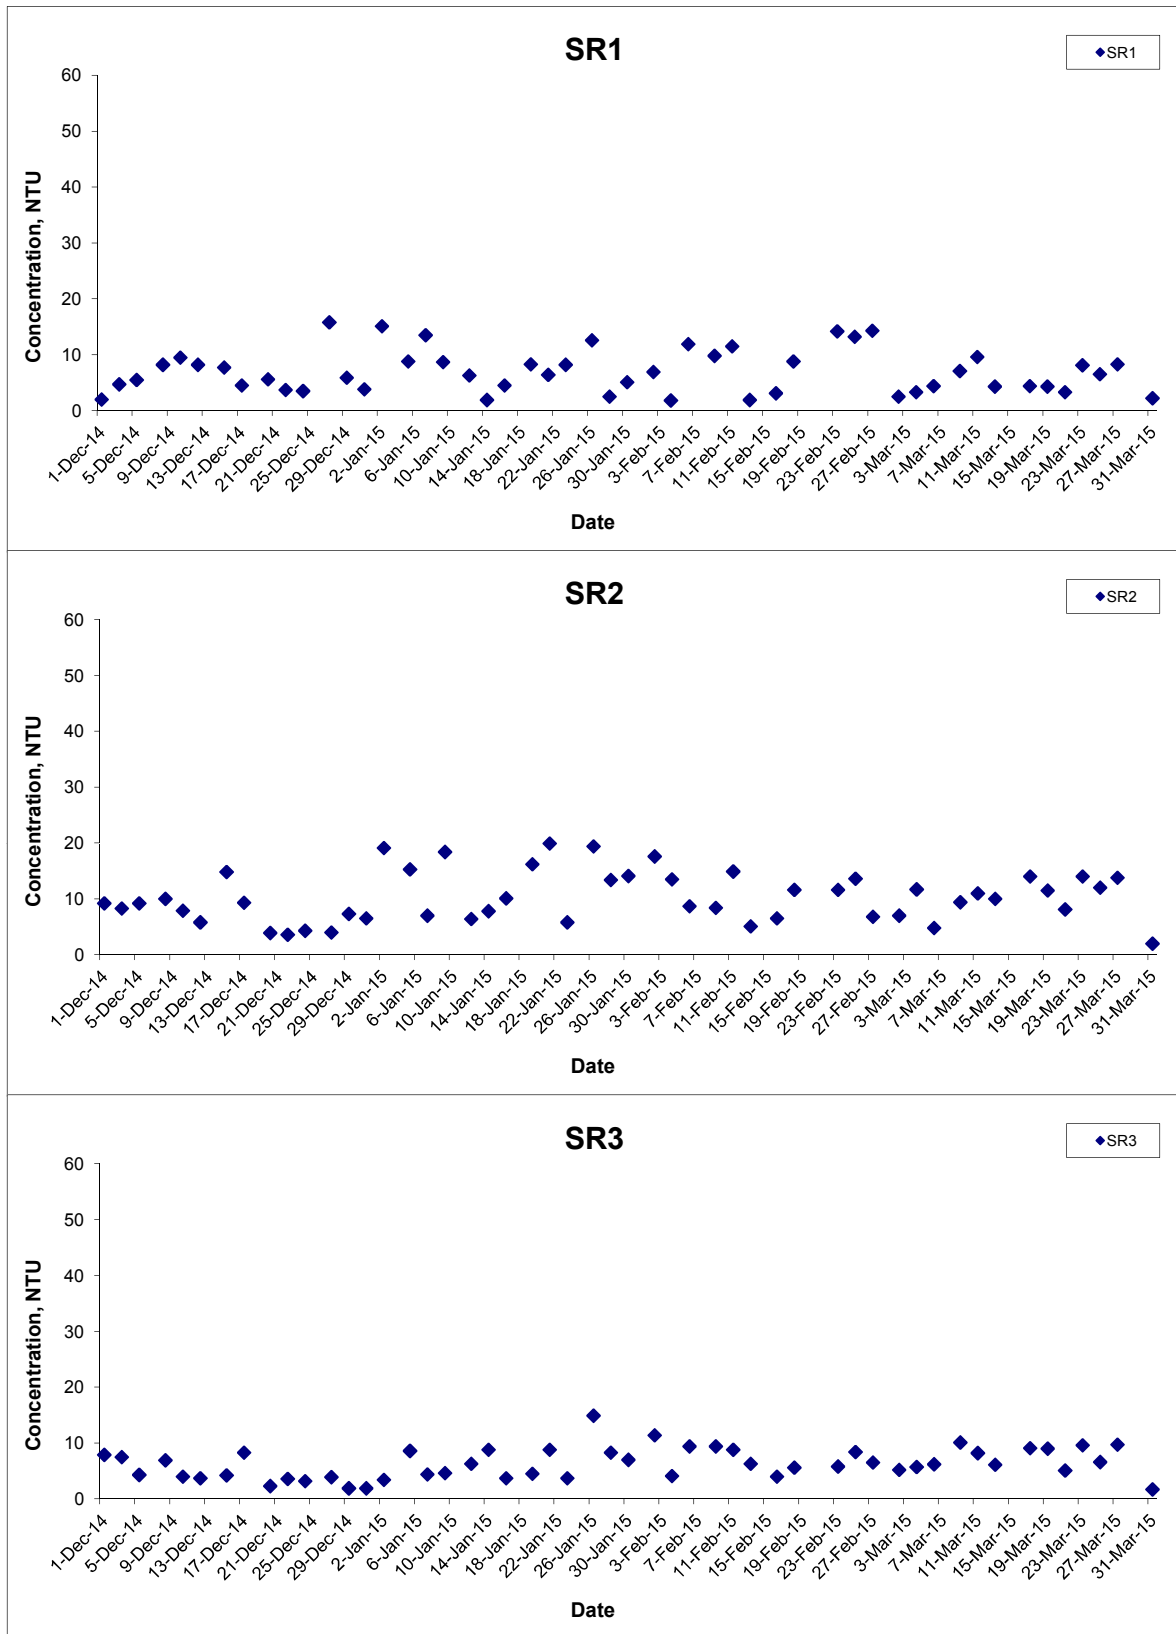 SR1
SR1
Concentration, NTU
60
50
40
30
20
10
0
1-Dec-14
5-Dec-14
9-Dec-14
13-Dec-14
17-Dec-14
21-Dec-14
25-Dec-14
29-Dec-14
2-Jan-15
6-Jan-15
10-Jan-15
14-Jan-15
18-Jan-15
22-Jan-15
26-Jan-15
30-Jan-15
3-Feb-15
7-Feb-15
11-Feb-15
15-Feb-15
19-Feb-15
23-Feb-15
27-Feb-15
3-Mar-15
7-Mar-15
11-Mar-15
15-Mar-15
19-Mar-15
23-Mar-15
27-Mar-15
31-Mar-15
Date
SR2
SR2
Concentration, NTU
60
50
40
30
20
10
0
1-Dec-14
5-Dec-14
9-Dec-14
13-Dec-14
17-Dec-14
21-Dec-14
25-Dec-14
29-Dec-14
2-Jan-15
6-Jan-15
10-Jan-15
14-Jan-15
18-Jan-15
22-Jan-15
26-Jan-15
30-Jan-15
3-Feb-15
7-Feb-15
11-Feb-15
15-Feb-15
19-Feb-15
23-Feb-15
27-Feb-15
3-Mar-15
7-Mar-15
11-Mar-15
15-Mar-15
19-Mar-15
23-Mar-15
27-Mar-15
31-Mar-15
Date
SR3
SR3
Concentration, NTU
60
50
40
30
20
10
0
1-Dec-14
5-Dec-14
9-Dec-14
13-Dec-14
17-Dec-14
21-Dec-14
25-Dec-14
29-Dec-14
2-Jan-15
6-Jan-15
10-Jan-15
14-Jan-15
18-Jan-15
22-Jan-15
26-Jan-15
30-Jan-15
3-Feb-15
7-Feb-15
11-Feb-15
15-Feb-15
19-Feb-15
23-Feb-15
27-Feb-15
3-Mar-15
7-Mar-15
11-Mar-15
15-Mar-15
19-Mar-15
23-Mar-15
27-Mar-15
31-Mar-15
Date